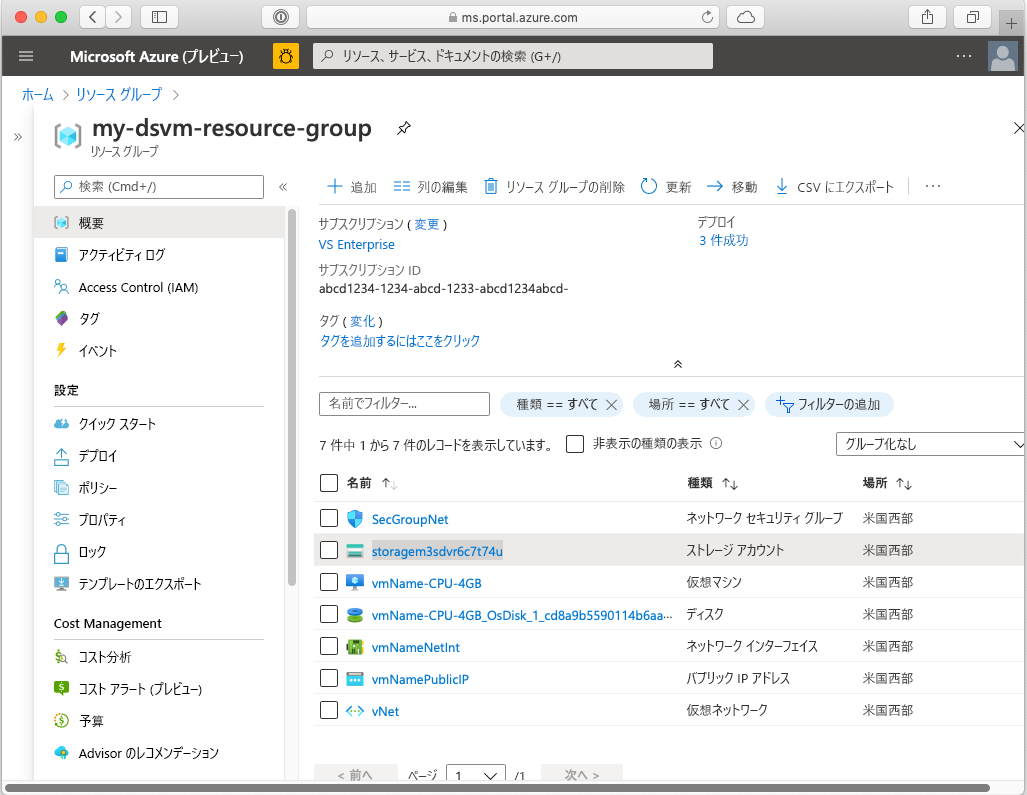 ms.portal.azure.com
Microsoft Azure (プレビュー)
リソース、サービス、ドキュメントの検索 (G+/)
ホーム > リソース グループ >
my-dsvm-resource-group
リソース グループ
検索 (Cmd+/)
概要
アクティビティ ログ
Access Control (IAM)
タグ
イベント
設定
クイック スタート
デプロイ
ポリシー
プロパティ
ロック
テンプレートのエクスポート
Cost Management
コスト分析
コスト アラート (プレビュー)
予算
Advisor のレコメンデーション
追加 列の編集 リソース グループの削除 更新 移動 CSV にエクスポート
サブスクリプション ( 変更 )
VS Enterprise
デプロイ
3 件成功
サブスクリプション ID
abcd1234-1234-abcd-1233-abcd1234abcd-
タグ ( 変化 )
タグを追加するにはここをクリック
名前でフィルター... 種類 == すべて 場所 == すべて フィルターの追加
7 件中 1 から 7 件のレコードを表示しています。 非表示の種類の表示 グループ化なし
名前 種類 場所
SecGroupNet ネットワーク セキュリティ グループ 米国西部
storagem3sdvr6c7t74u ストレージ アカウント 米国西部
vmName-CPU-4GB 仮想マシン 米国西部
vmName-CPU-4GB_OsDisk_1_cd8a9b5590114b6aa... ディスク 米国西部
vmNameNetInt ネットワーク インターフェイス 米国西部
vmNamePublicIP パブリック IP アドレス 米国西部
vNet 仮想ネットワーク 米国西部
< 前へ ページ 1 /1 次へ >